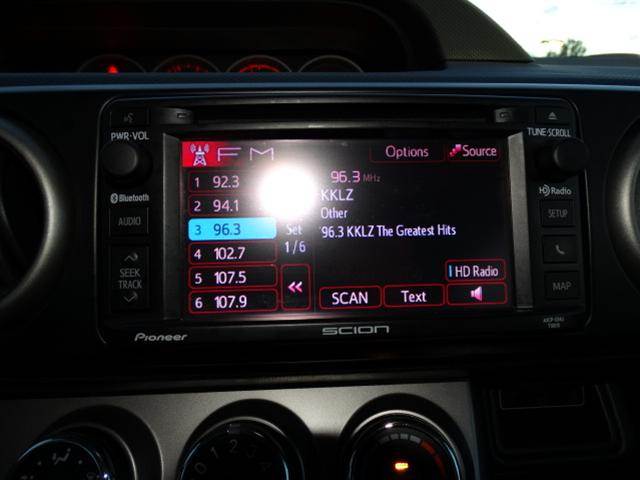 PWR•VOL
TUNE•SCROLL
FM
Options
Source
1 92.3
96.3 MHz
Bluetooth
HD Radio
2 94.1
KKLZ
AUDIO
Other
SETUP
3 96.3
Set
'96.3 KKLZ The Greatest Hits
4 102.7
1/6
SEEK
TRACK
5 107.5
HD Radio
MAP
6 107.9
SCAN
Text
Pioneer
SCION